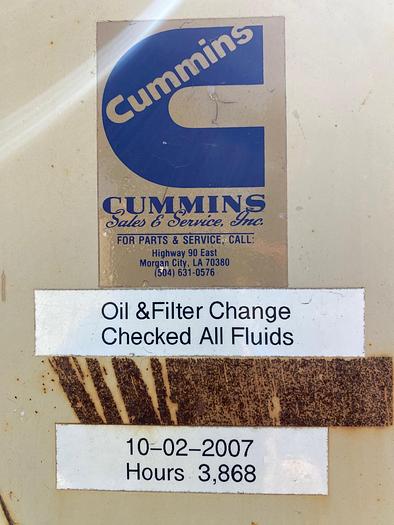 Cummins
CUMMINS
Sales & Service, Inc.
FOR PARTS & SERVICE, CALL:
Highway 90 East
Morgan City, LA 70380
(504) 631-0576
Oil &Filter Change
Checked All Fluids
10-02-2007
Hours 3,868